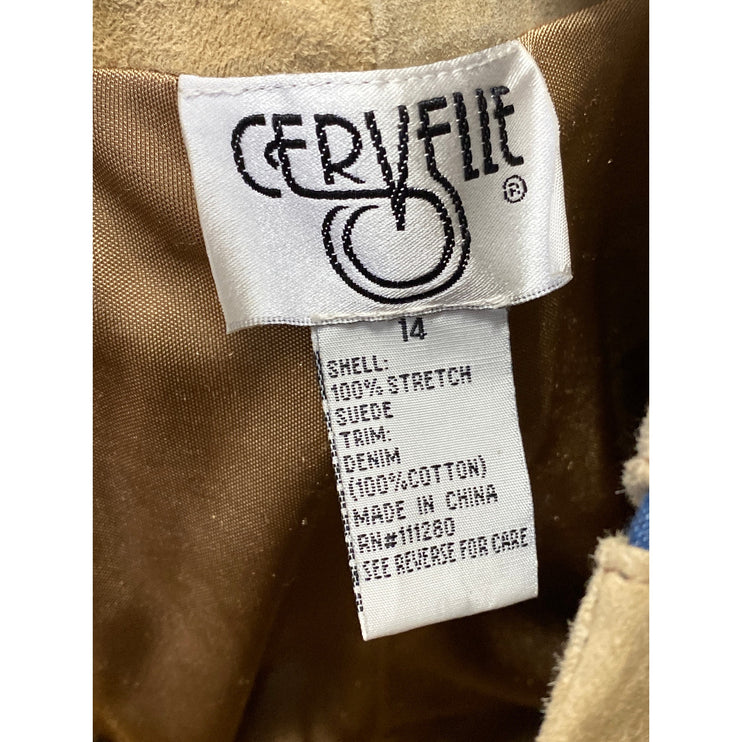 CERVELLE ®
14
SHELL:
100% STRETCH
SUEDE
TRIM:
DENIM
(100%COTTON)
MADE IN CHINA
RN#111280
SEE REVERSE FOR CARE